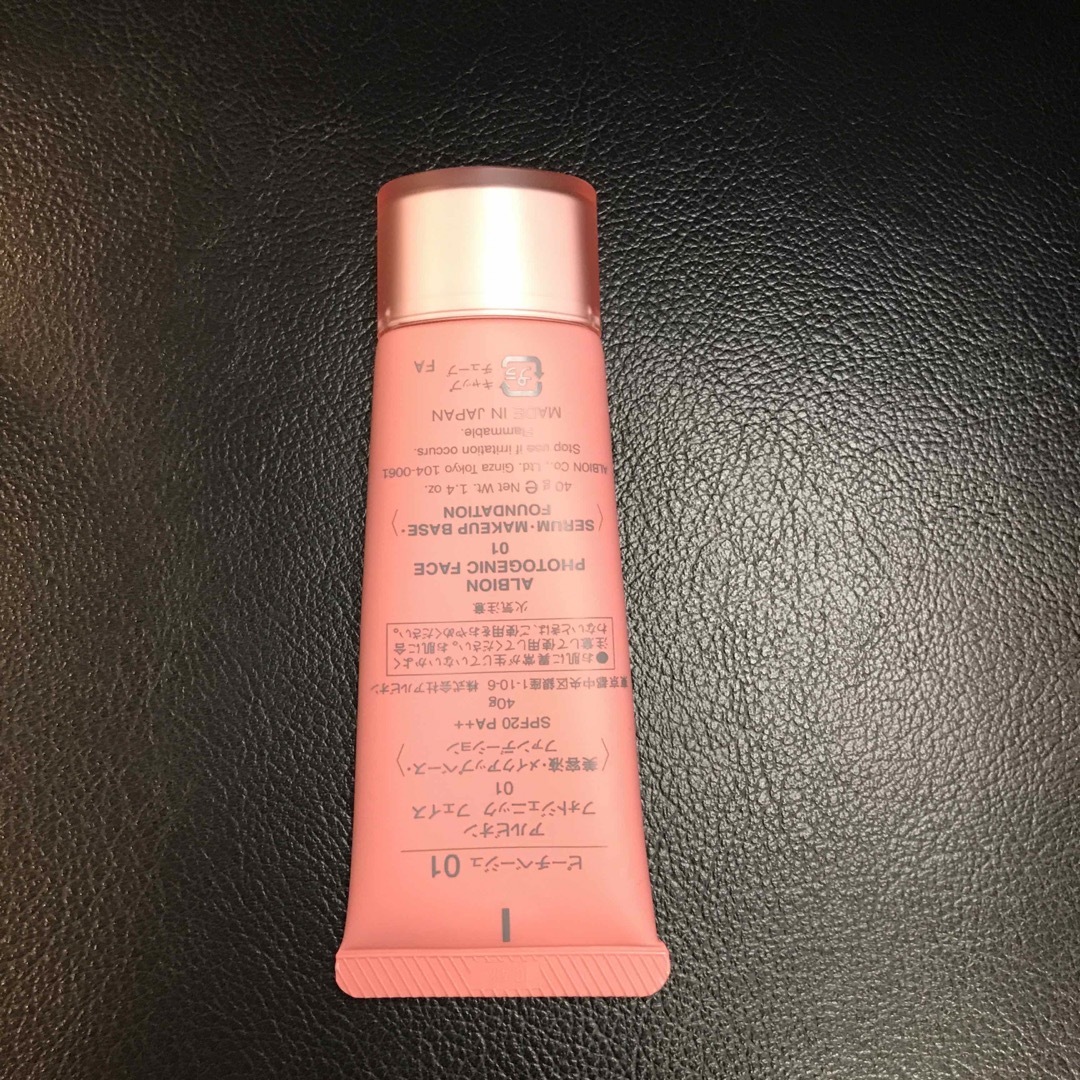 ピーチベージュ 01
アルビオン
フォトジェニック フェイス
01
〈美容液・メイクアップベース・
ファンデーション〉
SPF20 PA++
40g
東京都中央区銀座1-10-6 株式会社アルビオン
●お肌に異常が生じていないかよく
注意して使用してください。お肌に合
わないときは、ご使用をおやめください。
火気注意
ALBION
PHOTOGENIC FACE
01
〈SERUM・MAKEUP BASE・
FOUNDATION〉
40 g ℮ Net Wt. 1.4 oz.
ALBION Co., Ltd. Ginza Tokyo 104-0061
Stop use if irritation occurs.
Flammable.
MADE IN JAPAN
プラ
キャップ
チューブ FA